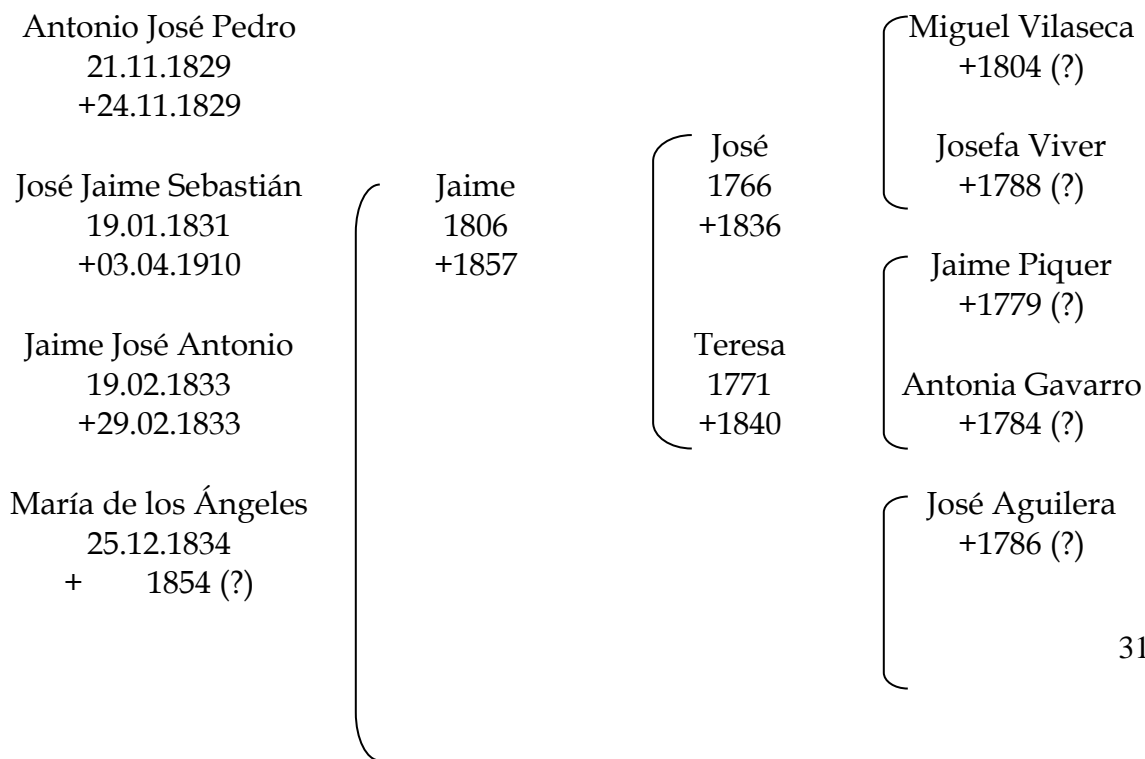 Antonio José Pedro
21.11.1829
+24.11.1829
José Jaime Sebastián
19.01.1831
+03.04.1910
Jaime José Antonio
19.02.1833
+29.02.1833
María de los Ángeles
25.12.1834
+ 1854 (?)
Jaime
1806
+1857
José
1766
+1836
Teresa
1771
+1840
Miguel Vilaseca
+1804 (?)
Josefa Viver
+1788 (?)
Jaime Piquer
+1779 (?)
Antonia Gavarro
+1784 (?)
José Aguilera
+1786 (?)
31